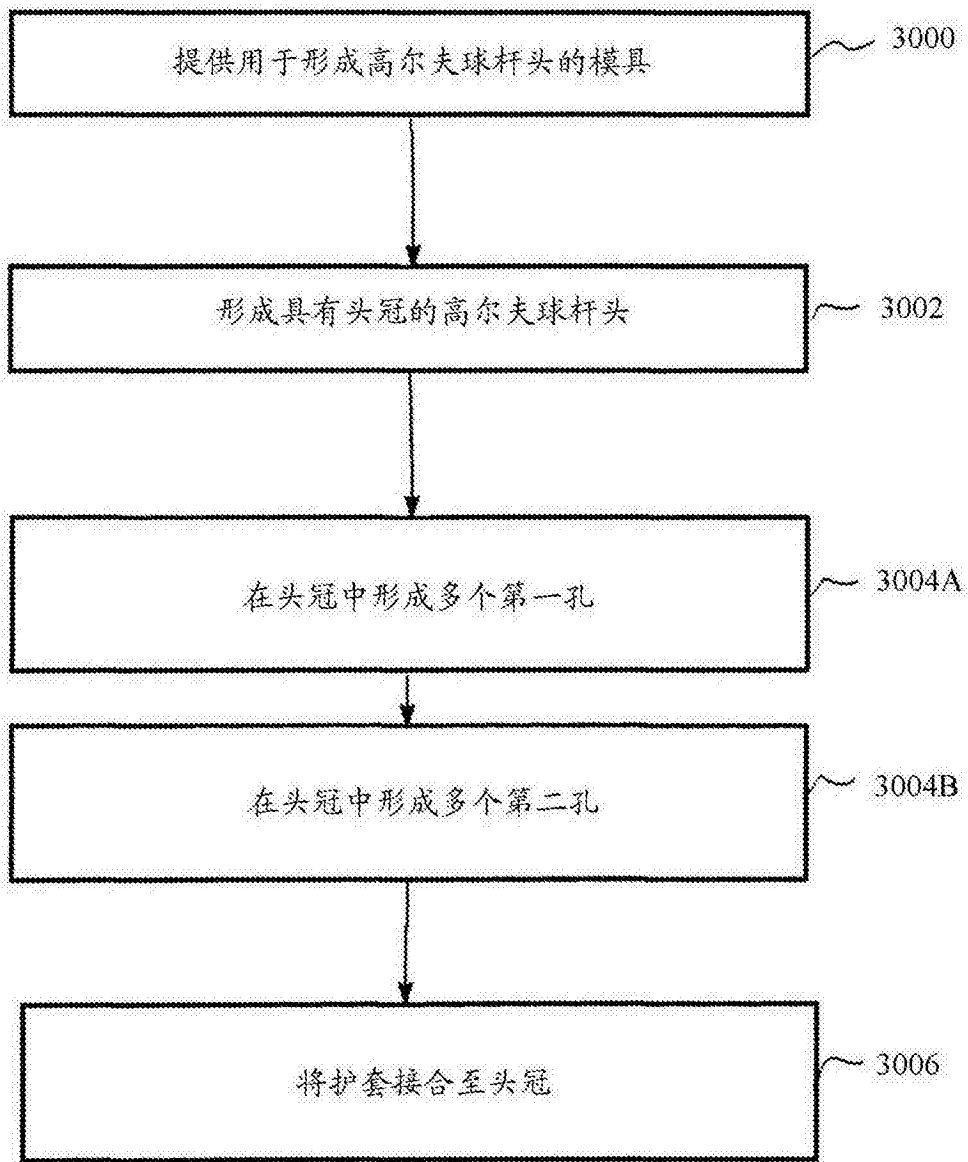 提供用于形成高尔夫球杆头的模具
3000
形成具有头冠的高尔夫球杆头
3002
在头冠中形成多个第一孔
3004A
在头冠中形成多个第二孔
3004B
将护套接合至头冠
3006